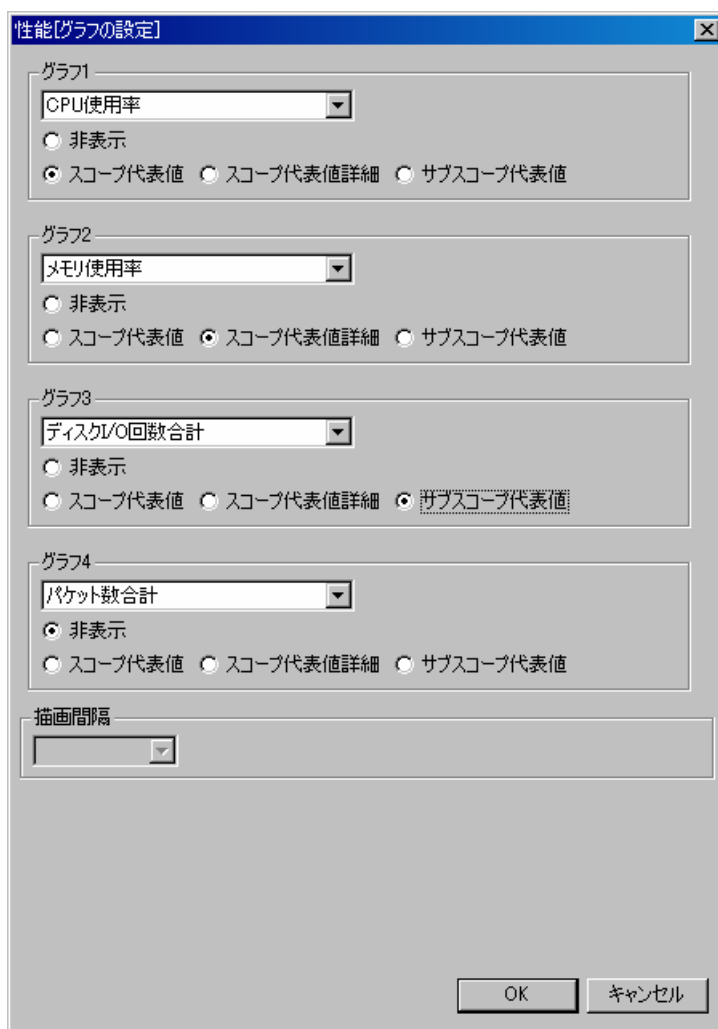 性能[グラフの設定]
グラフ1
CPU使用率
非表示
スコープ代表値 スコープ代表値詳細 サブスコープ代表値
グラフ2
メモリ使用率
非表示
スコープ代表値 スコープ代表値詳細 サブスコープ代表値
グラフ3
ディスクI/O回数合計
非表示
スコープ代表値 スコープ代表値詳細 サブスコープ代表値
グラフ4
パケット数合計
非表示
スコープ代表値 スコープ代表値詳細 サブスコープ代表値
描画間隔
OK キャンセル